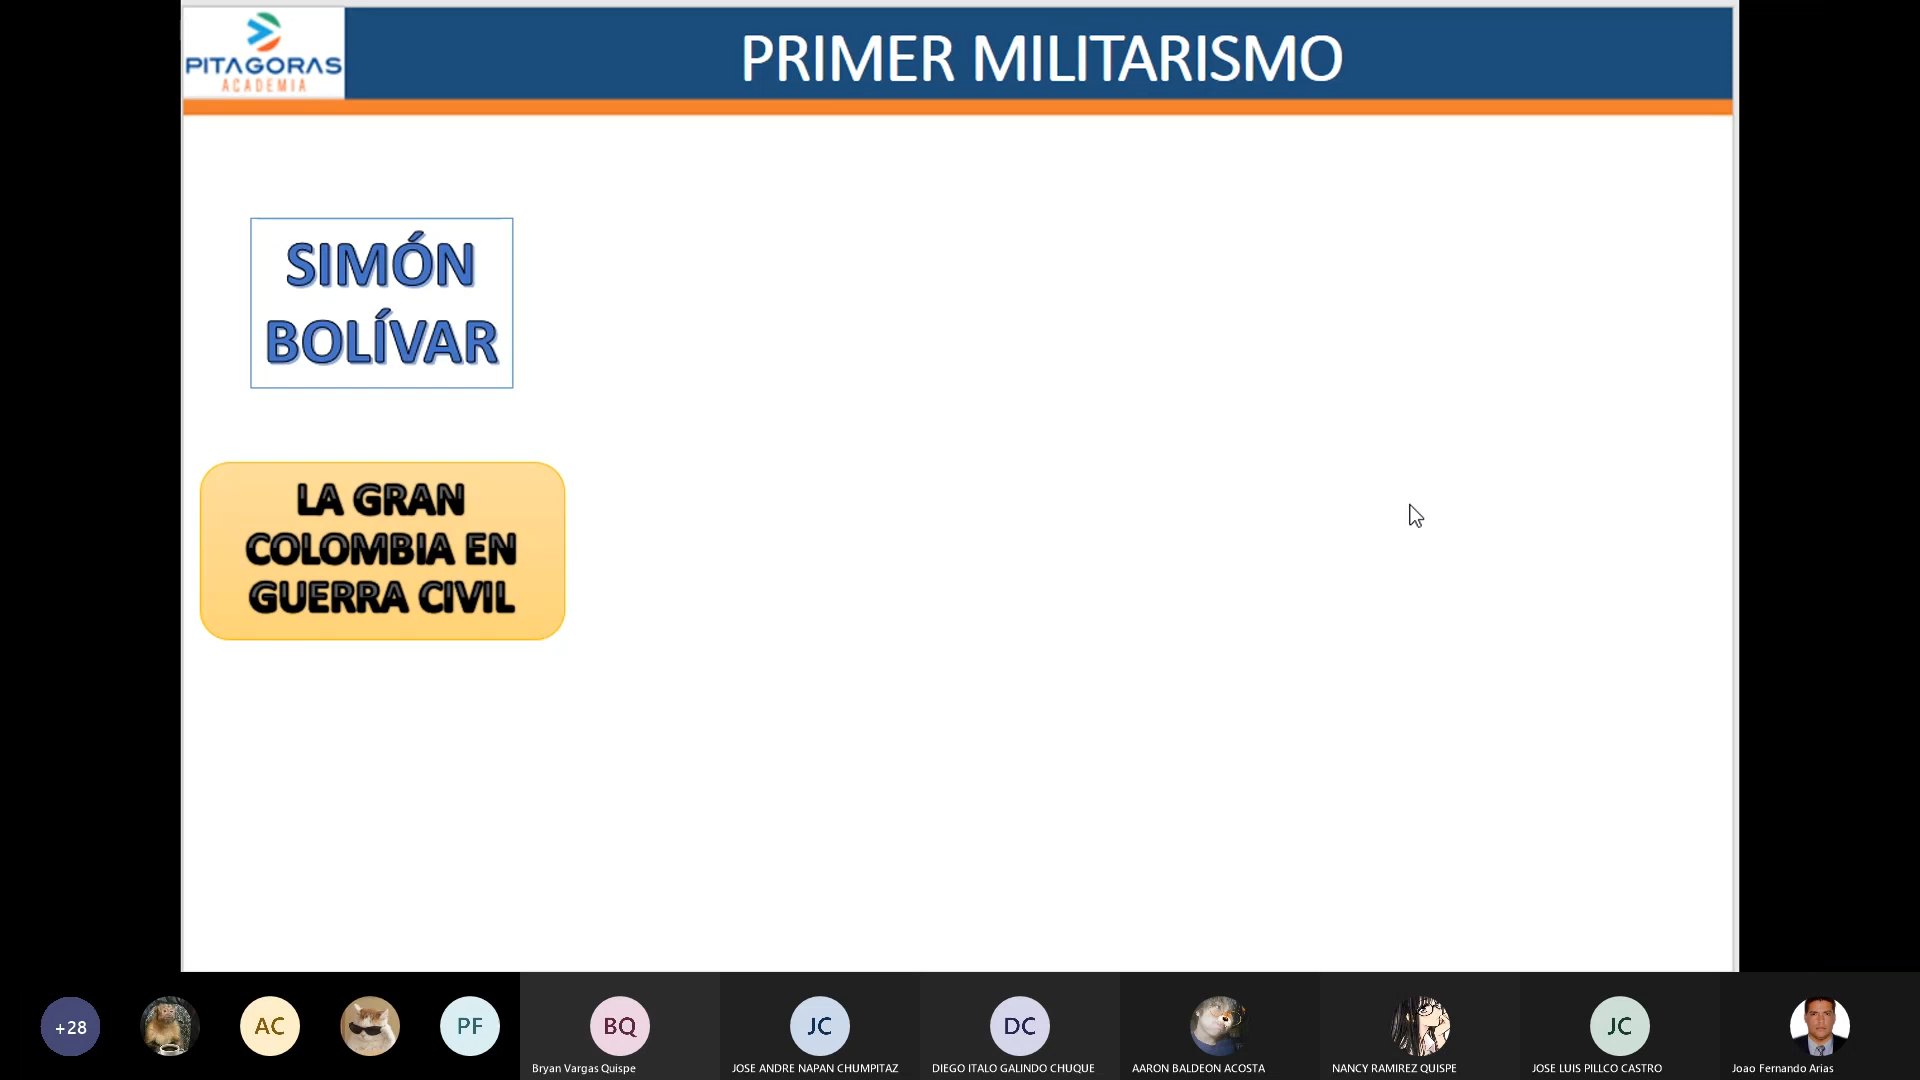 PITAGORAS
ACADEMIA
PRIMER MILITARISMO
SIMÓN
BOLÍVAR
LA GRAN
COLOMBIA EN
GUERRA CIVIL
+28
AC
PF
BQ
JC
DC
JC
Bryan Vargas Quispe
JOSE ANDRE NAPAN CHUMPITAZ
DIEGO ITALO GALINDO CHUQUE
AARON BALDEON ACOSTA
NANCY RAMIREZ QUISPE
JOSE LUIS PILLCO CASTRO
Joao Fernando Arias